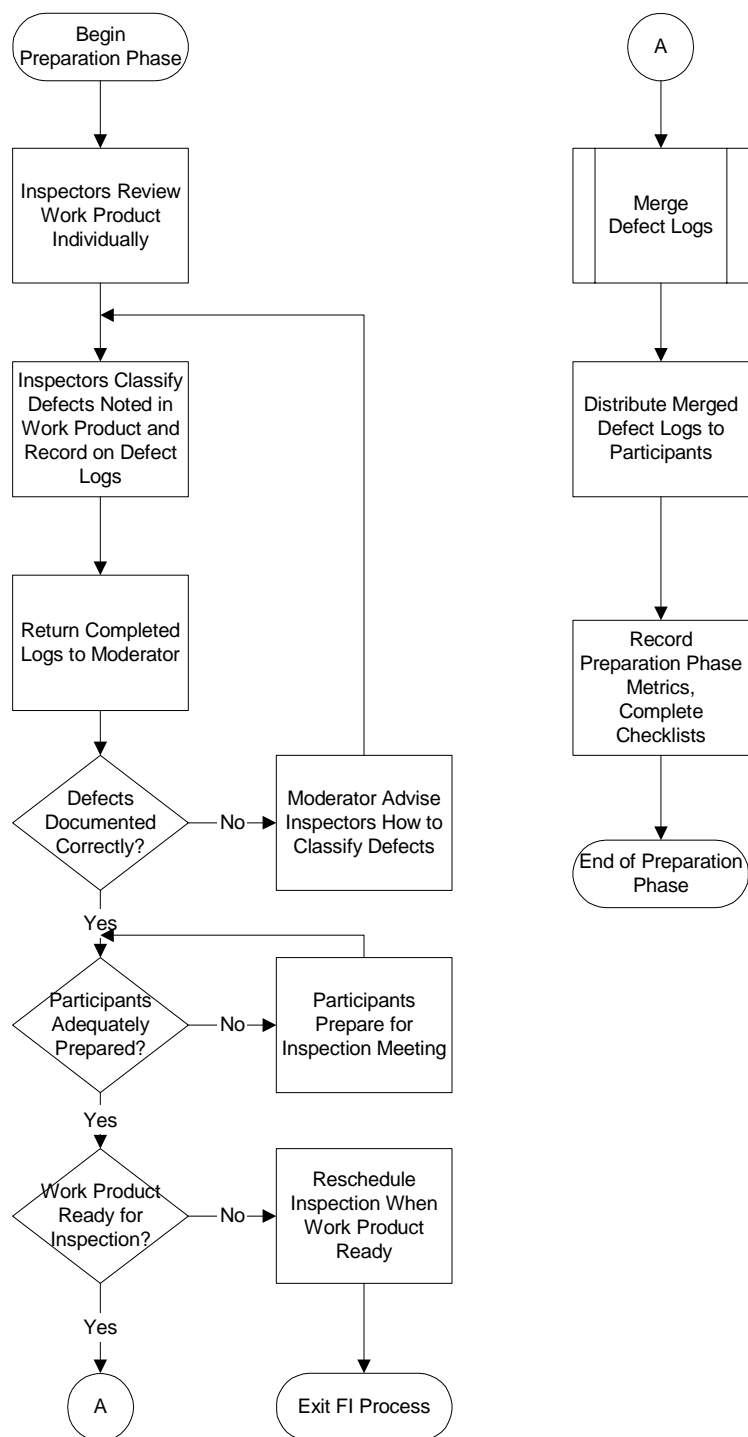 Begin
Preparation Phase
Inspectors Review
Work Product
Individually
Inspectors Classify
Defects Noted in
Work Product and
Record on Defect
Logs
Return Completed
Logs to Moderator
Defects
Documented
Correctly?
No
Moderator Advise
Inspectors How to
Classify Defects
Yes
Participants
Adequately
Prepared?
No
Participants
Prepare for
Inspection Meeting
Yes
Work Product
Ready for
Inspection?
No
Reschedule
Inspection When
Work Product
Ready
Yes
A
Exit FI Process
A
Merge
Defect Logs
Distribute Merged
Defect Logs to
Participants
Record
Preparation Phase
Metrics,
Complete
Checklists
End of Preparation
Phase